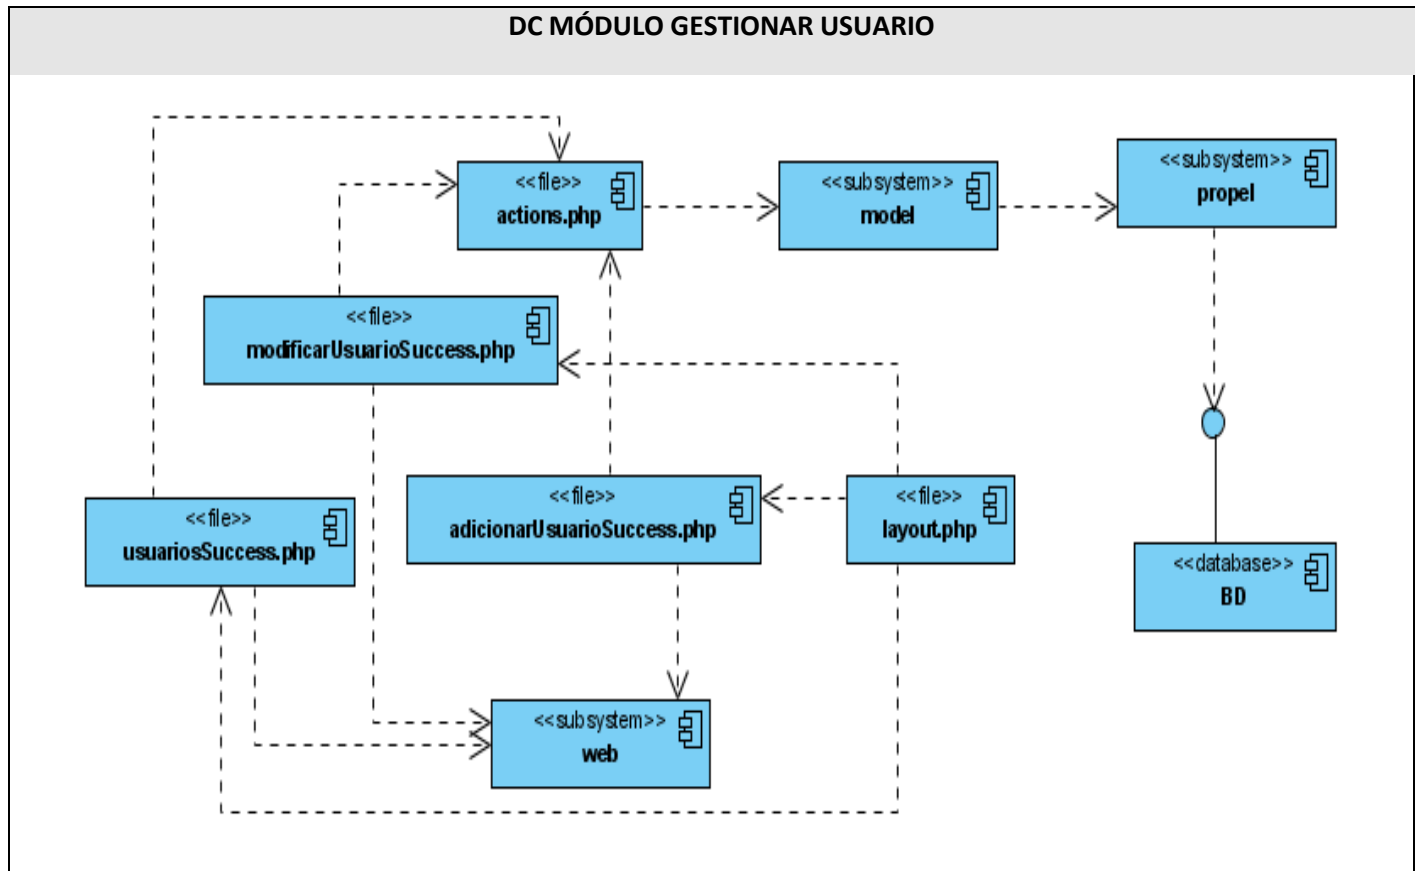 DC MÓDULO GESTIONAR USUARIO
<<file>>
actions.php
<<subsystem>>
model
<<subsystem>>
propel
<<file>>
modificarUsuarioSuccess.php
<<file>>
usuariosSuccess.php
<<file>>
adicionarUsuarioSuccess.php
<<file>>
layout.php
<<database>>
BD
<<subsystem>>
web